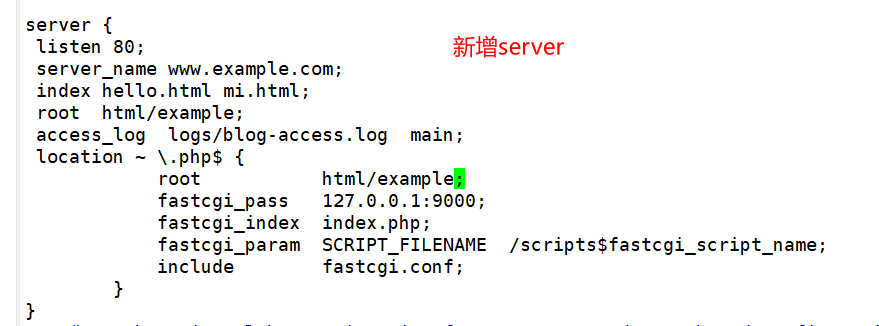 server {
listen 80;
新增server
server_name www.example.com;
index hello.html mi.html;
root html/example;
access_log logs/blog-access.log main;
location ~ \.php$ {
root html/example;
fastcgi_pass 127.0.0.1:9000;
fastcgi_index index.php;
fastcgi_param SCRIPT_FILENAME /scripts$fastcgi_script_name;
include fastcgi.conf;
}
}